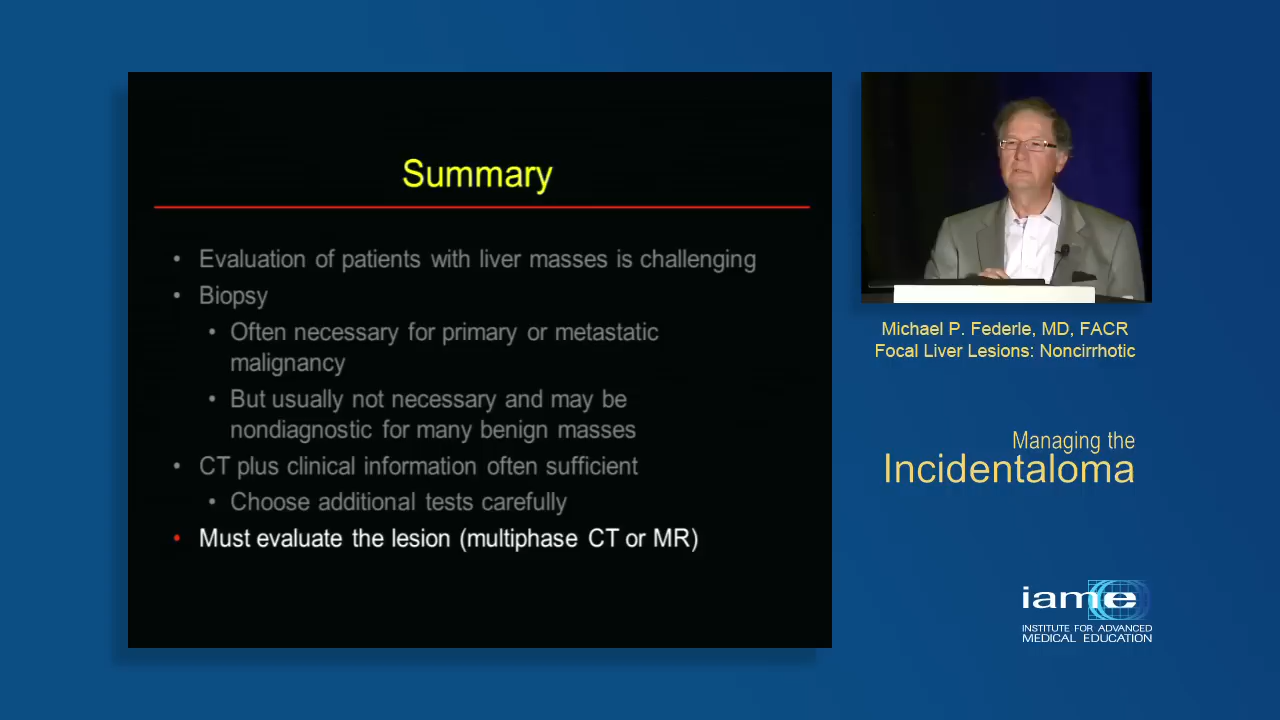 Summary
• Evaluation of patients with liver masses is challenging
• Biopsy
• Often necessary for primary or metastatic
malignancy
• But usually not necessary and may be
nondiagnostic for many benign masses
• CT plus clinical information often sufficient
• Choose additional tests carefully
• Must evaluate the lesion (multiphase CT or MR)
Michael P. Federle, MD, FACR
Focal Liver Lesions: Noncirrhotic
Managing the
Incidentaloma
iame
INSTITUTE FOR ADVANCED
MEDICAL EDUCATION